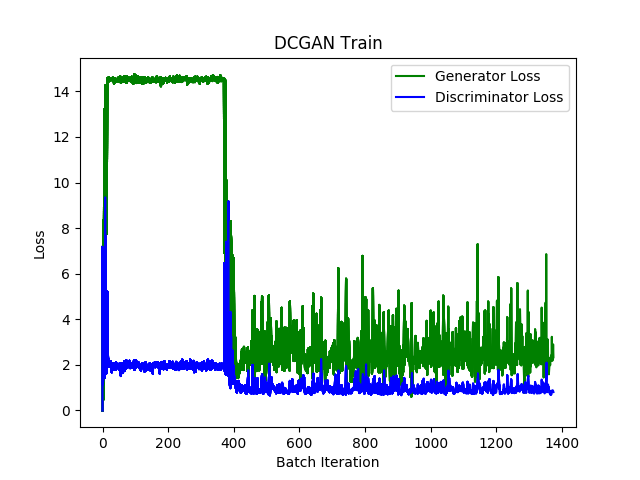 DCGAN Train
Generator Loss
Discriminator Loss
14
12
10
8
6
4
2
0
Loss
0 200 400 600 800 1000 1200 1400
Batch Iteration